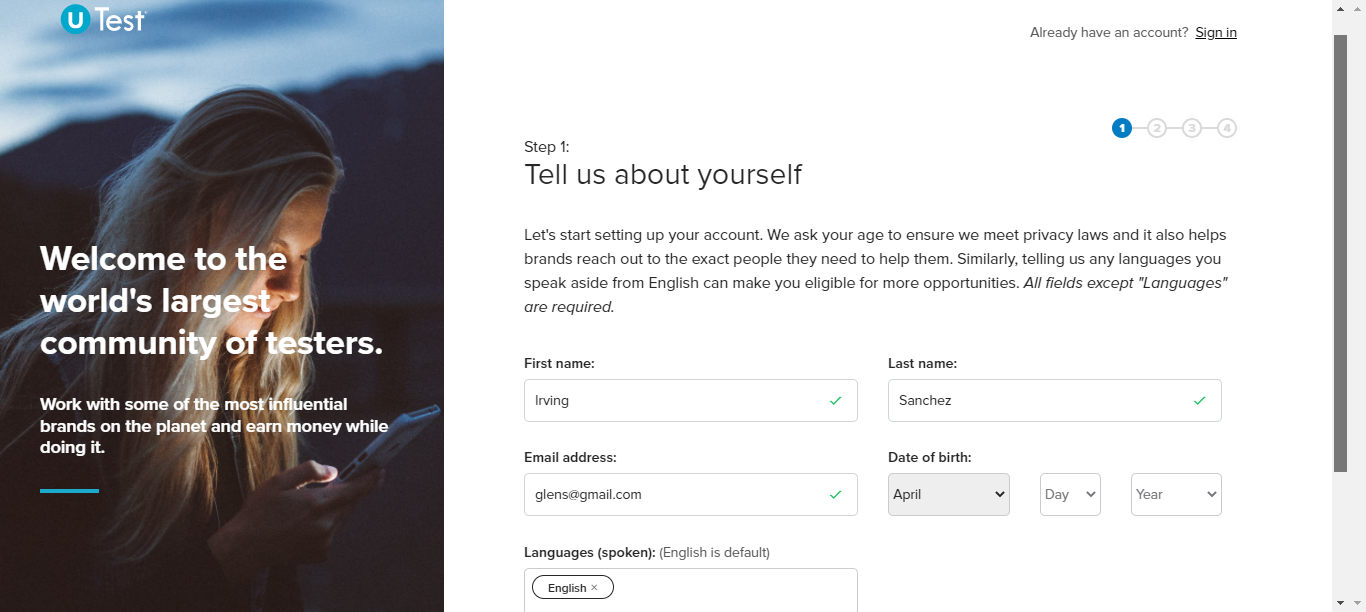 U Test
Already have an account? Sign in
1 2 3 4
Step 1:
Tell us about yourself
Let's start setting up your account. We ask your age to ensure we meet privacy laws and it also helps
brands reach out to the exact people they need to help them. Similarly, telling us any languages you
speak aside from English can make you eligible for more opportunities. All fields except "Languages"
are required.
Welcome to the
world's largest
community of testers.
Work with some of the most influential
brands on the planet and earn money while
doing it.
First name: Last name:
Irving Sanchez
Email address: Date of birth:
glens@gmail.com April Day Year
Languages (spoken): (English is default)
English ×